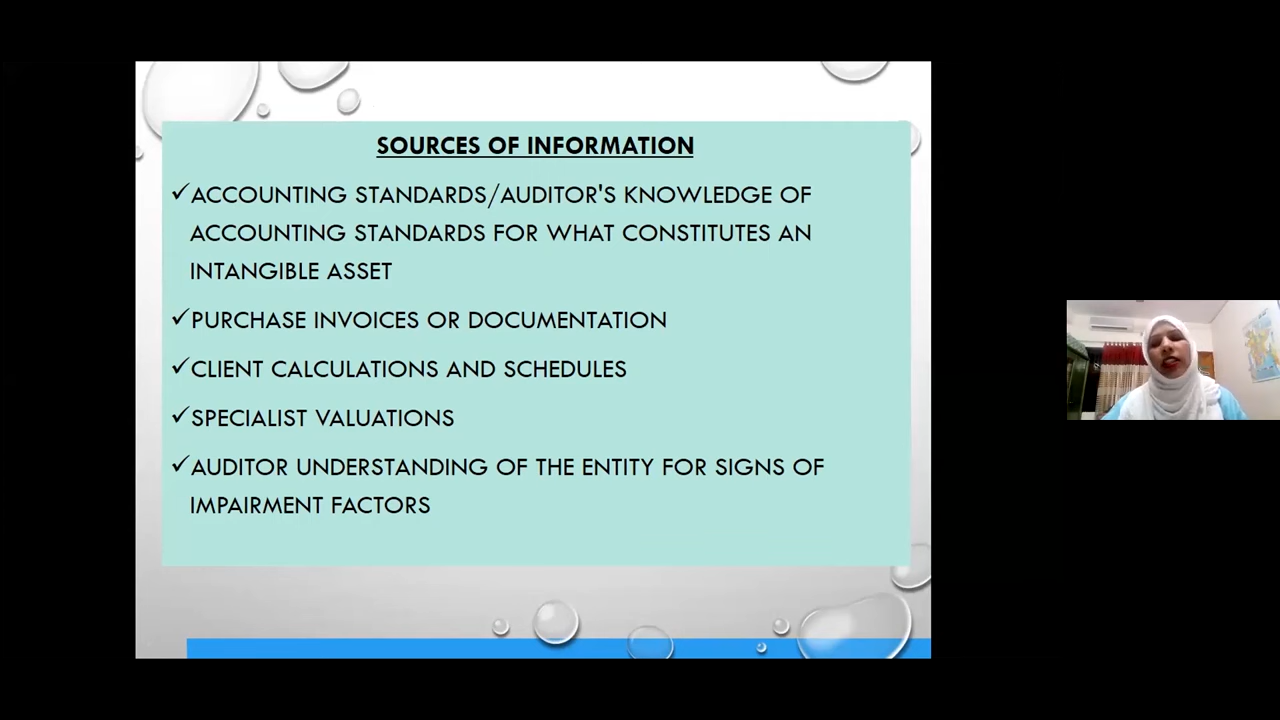 SOURCES OF INFORMATION
✓ACCOUNTING STANDARDS/AUDITOR'S KNOWLEDGE OF
ACCOUNTING STANDARDS FOR WHAT CONSTITUTES AN
INTANGIBLE ASSET
✓PURCHASE INVOICES OR DOCUMENTATION
✓CLIENT CALCULATIONS AND SCHEDULES
✓SPECIALIST VALUATIONS
✓AUDITOR UNDERSTANDING OF THE ENTITY FOR SIGNS OF
IMPAIRMENT FACTORS